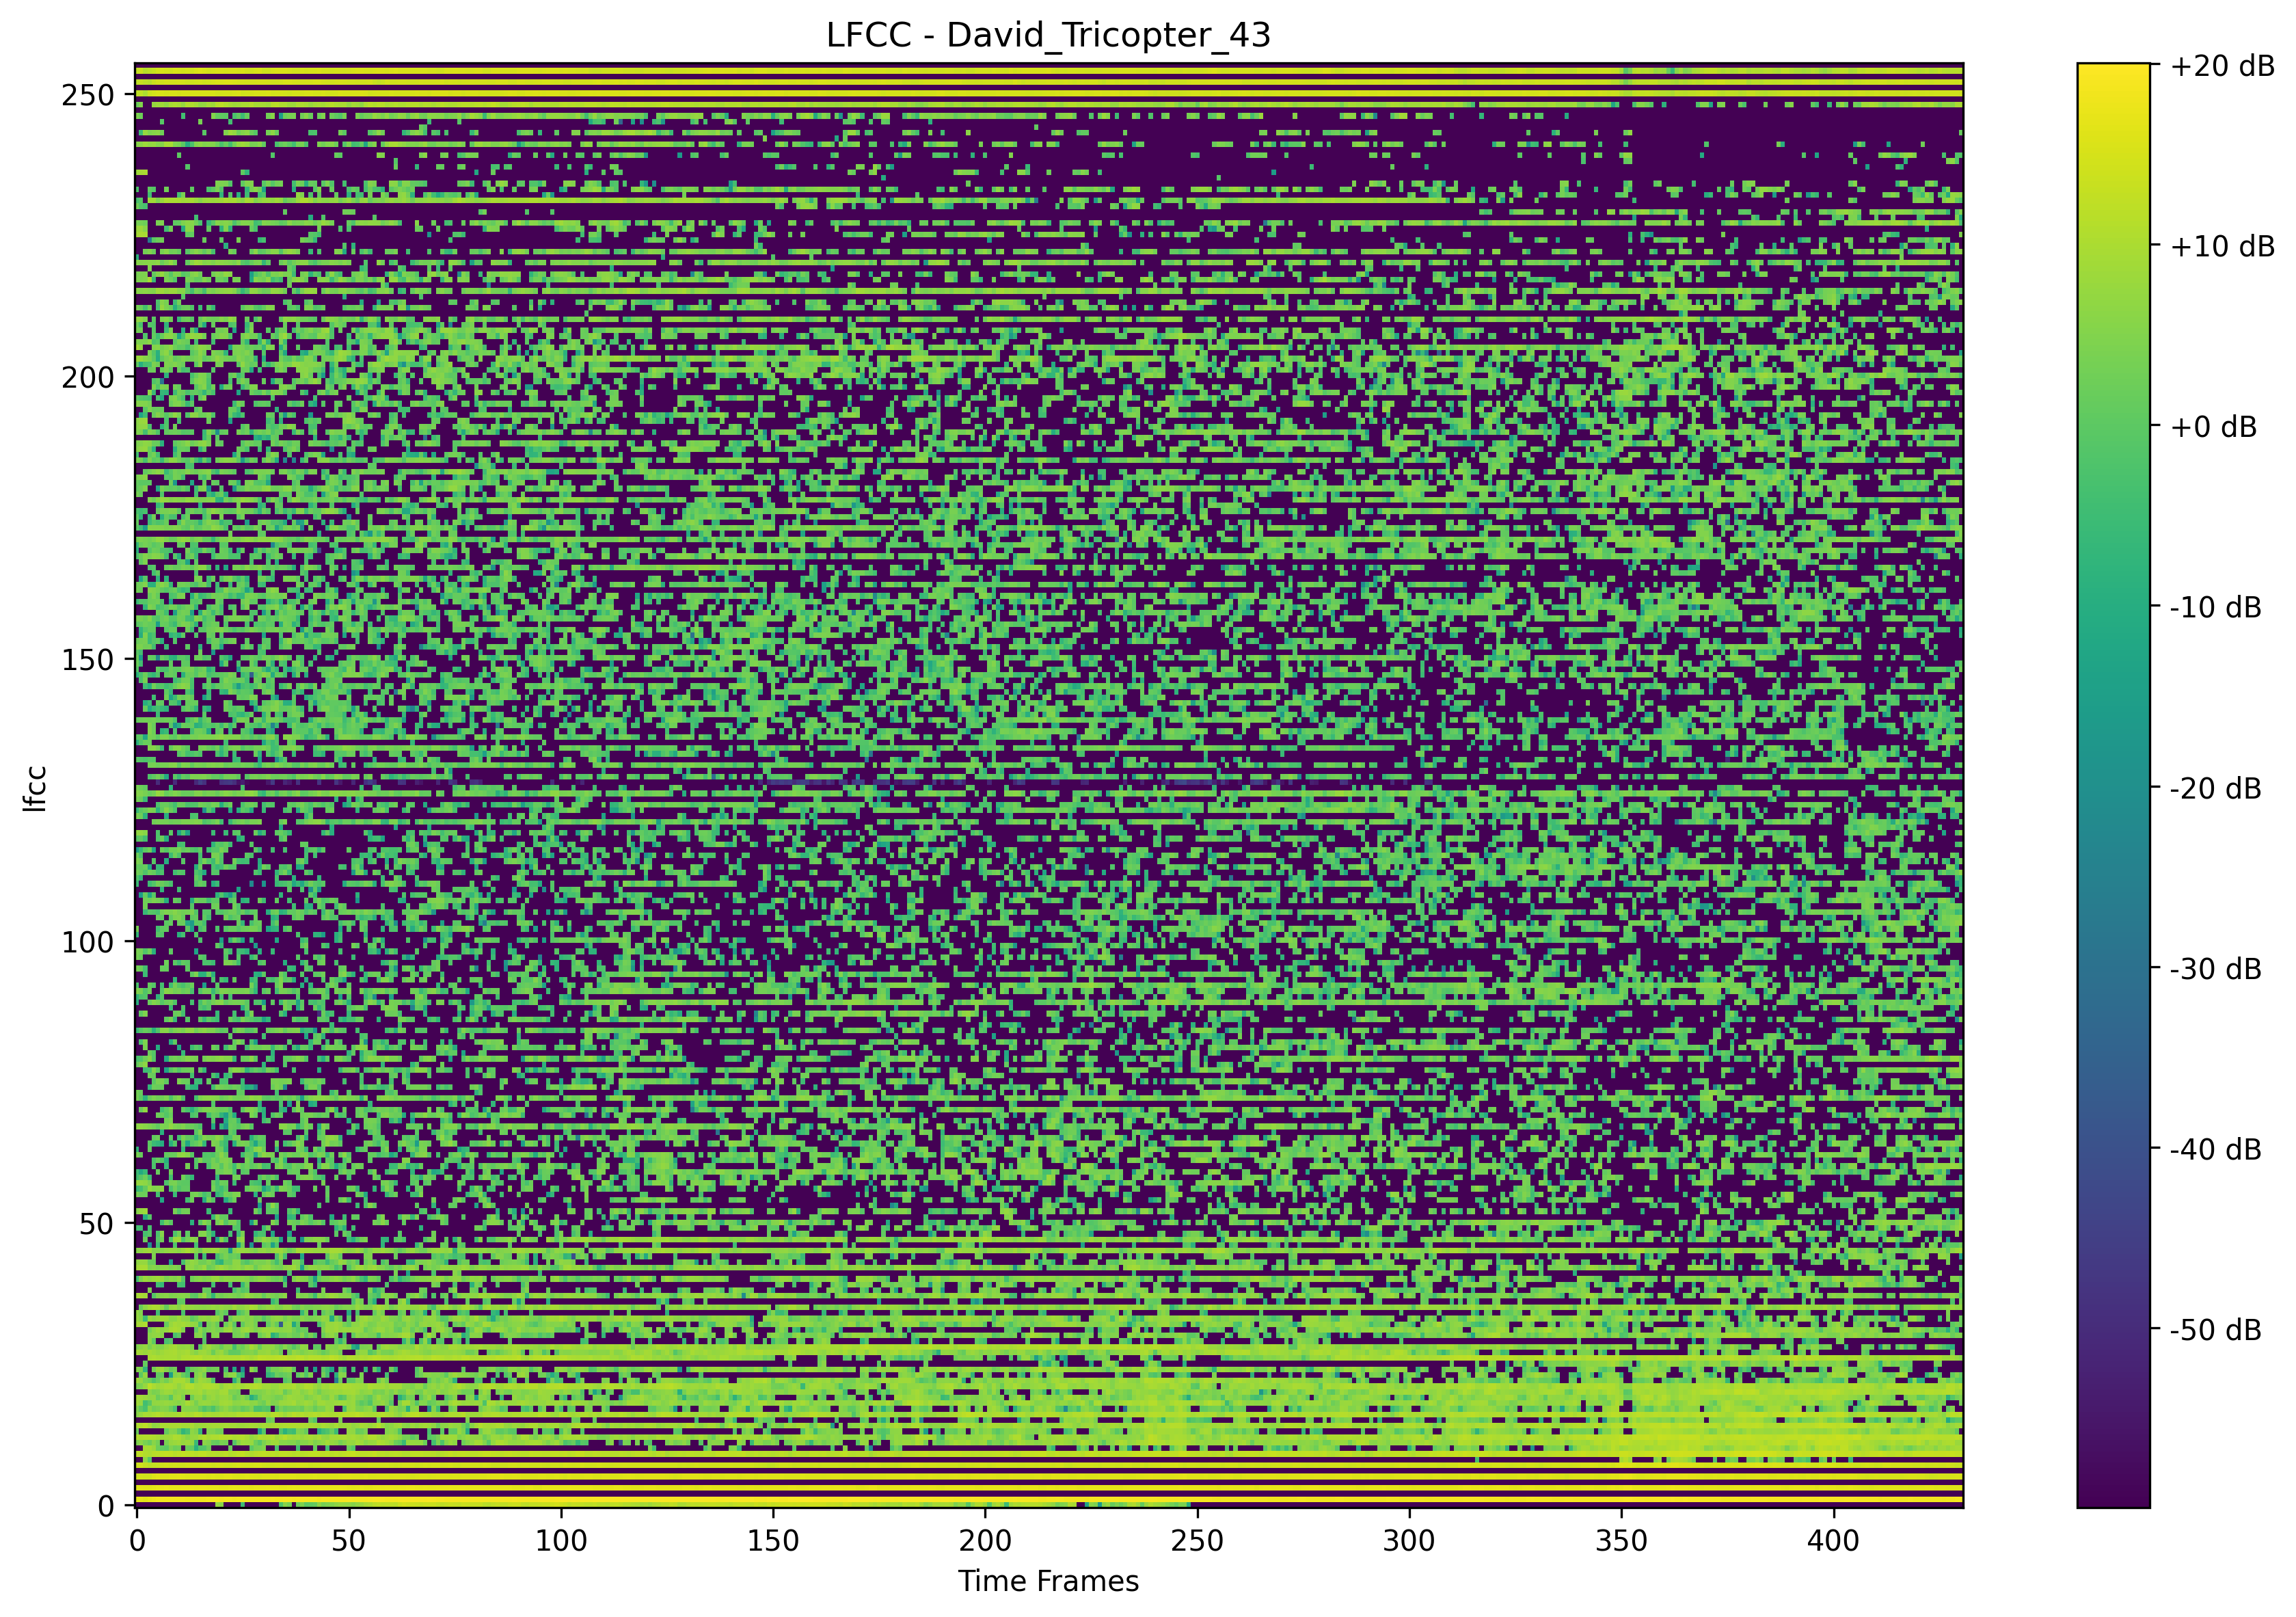 LFCC - David_Tricopter_43
250
200
150
100
50
0
lfcc
0
50
100
150
200
250
300
350
400
Time Frames
+20 dB
+10 dB
+0 dB
-10 dB
-20 dB
-30 dB
-40 dB
-50 dB